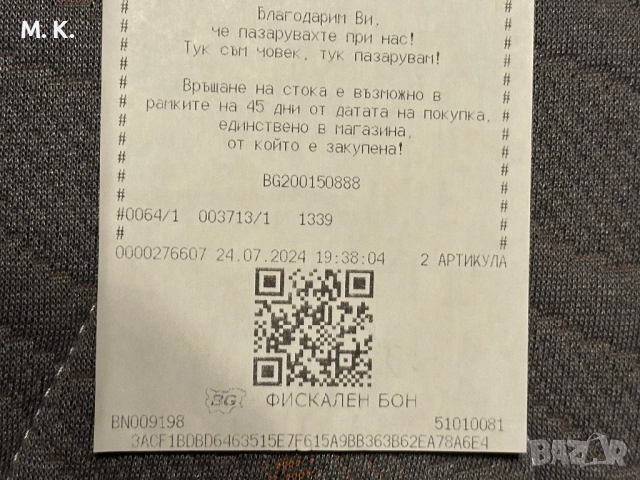 М. К.
# Благодарим Ви, #
# че пазарувахте при нас! #
# Тук съм човек, тук пазарувам! #
# #
# Връщане на стока е възможно в #
# рамките на 45 дни от датата на покупка, #
# единствено в магазина, #
# от който е закупена! #
# #
# BG200150888 #
# #
#0064/1 003713/1 1339 #
# #
0000276607 24.07.2024 19:38:04 2 АРТИКУЛА
BG ФИСКАЛЕН БОН
BN009198 51010081
3ACF1BDBD6463515E7F615A9BB363B62EA78A6E4
BAZAR